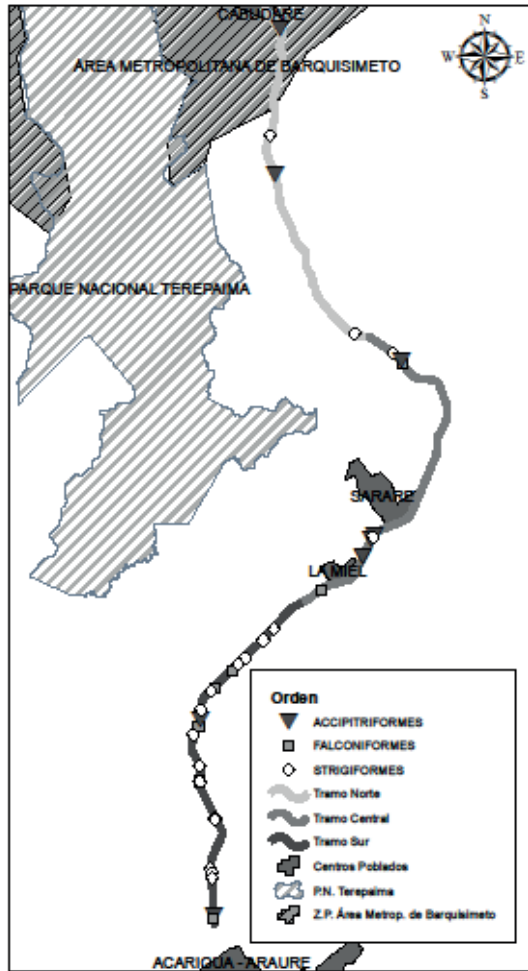 CABUDARE
N
W E
S
ÁREA METROPOLITANA DE BARQUISIMETO
PARQUE NACIONAL TEREPAIMA
SARARE
LA MIEL
Orden
ACCIPITRIFORMES
FALCONIFORMES
STRIGIFORMES
Tramo Norte
Tramo Central
Tramo Sur
Centros Poblados
P.N. Terepaima
Z.P. Área Metrop. de Barquisimeto
ACARIGUA - ARAURE